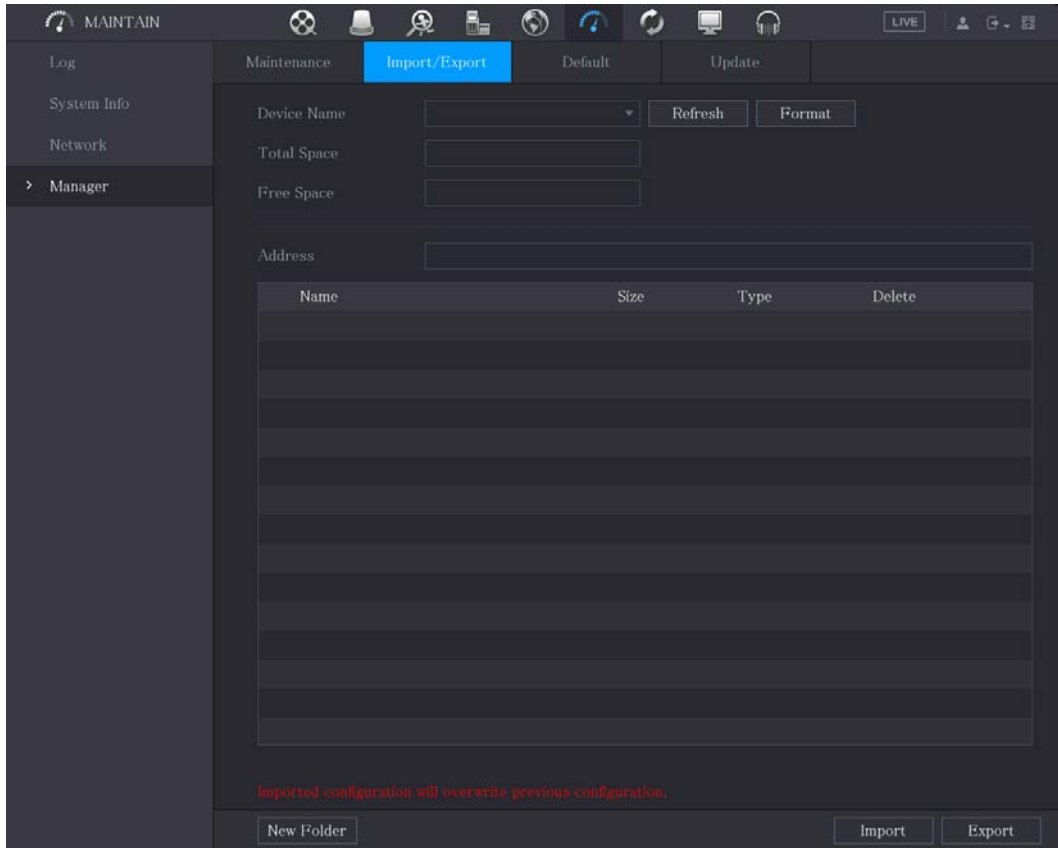 MAINTAIN
LIVE
Log
Maintenance Import/Export Default Update
System Info
Network
> Manager
Device Name Refresh Format
Total Space
Free Space
Address
Name Size Type Delete
Imported configuration will overwrite previous configuration.
New Folder Import Export